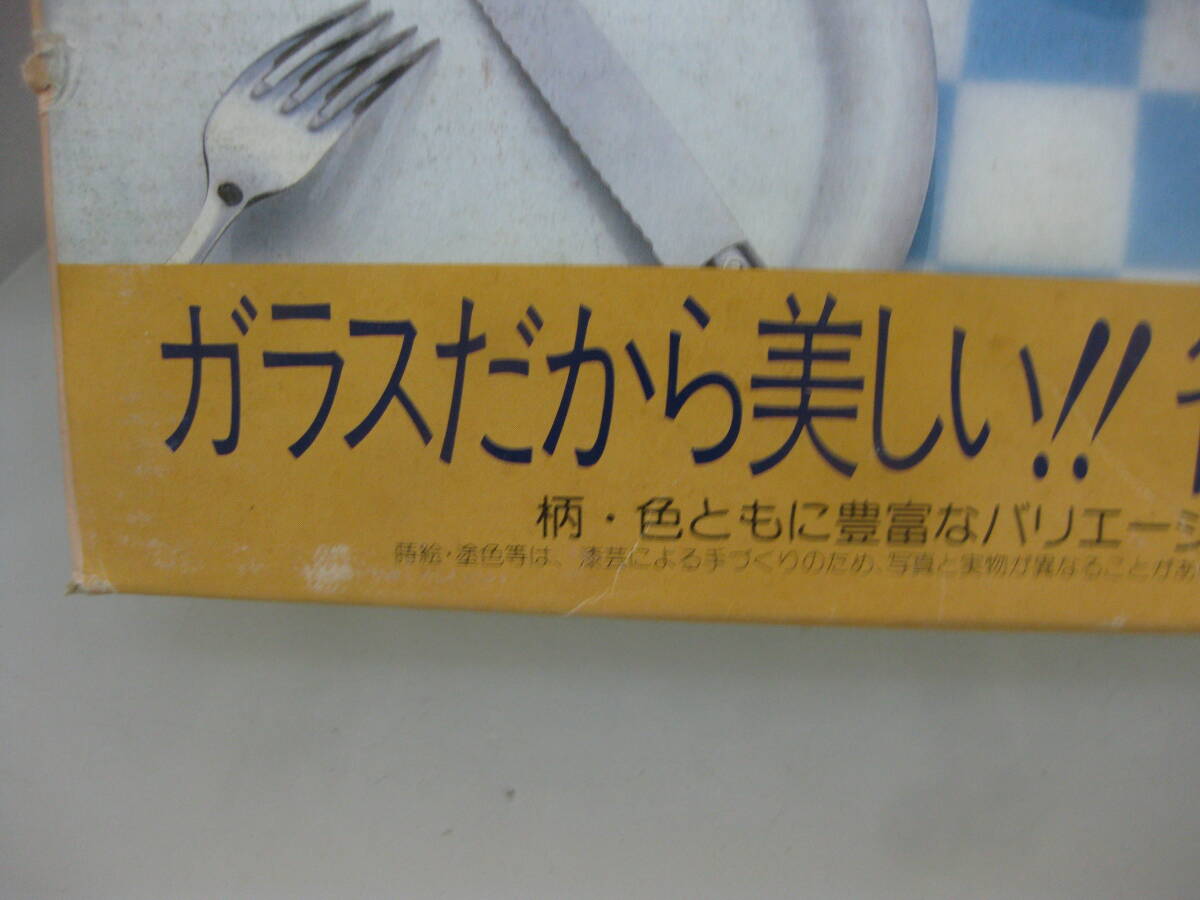 ガラスだから美しい!!
柄・色ともに豊富なバリエーシ
蒔絵・塗色等は、漆芸による手づくりのため、写真と実物が異なることがあ